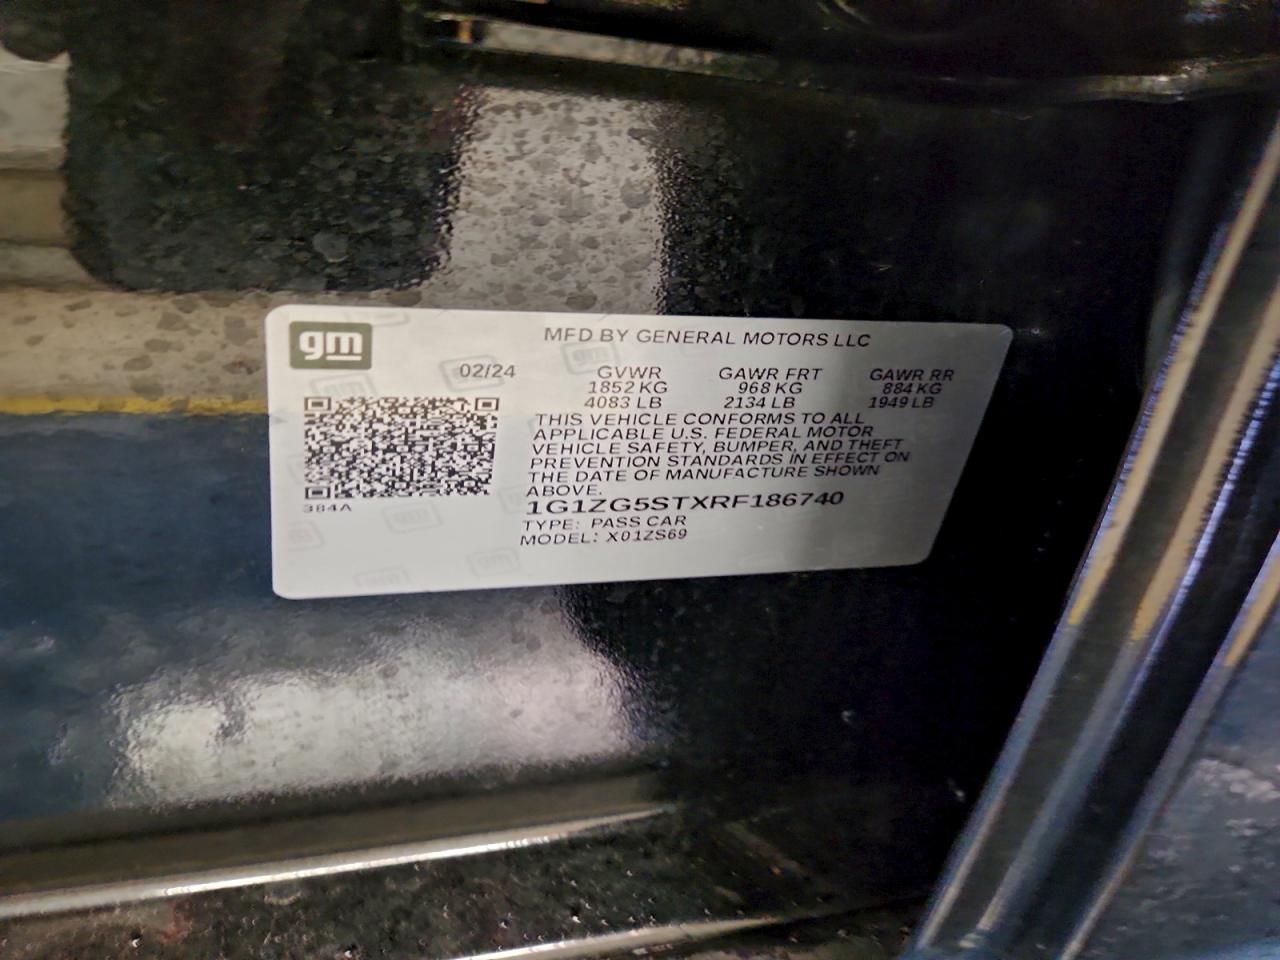 gm
MFD BY GENERAL MOTORS LLC
02/24 GVWR GAWR FRT GAWR RR
1852 KG 968 KG 884 KG
4083 LB 2134 LB 1949 LB
THIS VEHICLE CONFORMS TO ALL
APPLICABLE U.S. FEDERAL MOTOR
VEHICLE SAFETY, BUMPER, AND THEFT
PREVENTION STANDARDS IN EFFECT ON
THE DATE OF MANUFACTURE SHOWN
ABOVE.
384A
1G1ZG5STXRF186740
TYPE: PASS CAR
MODEL: X01ZS69